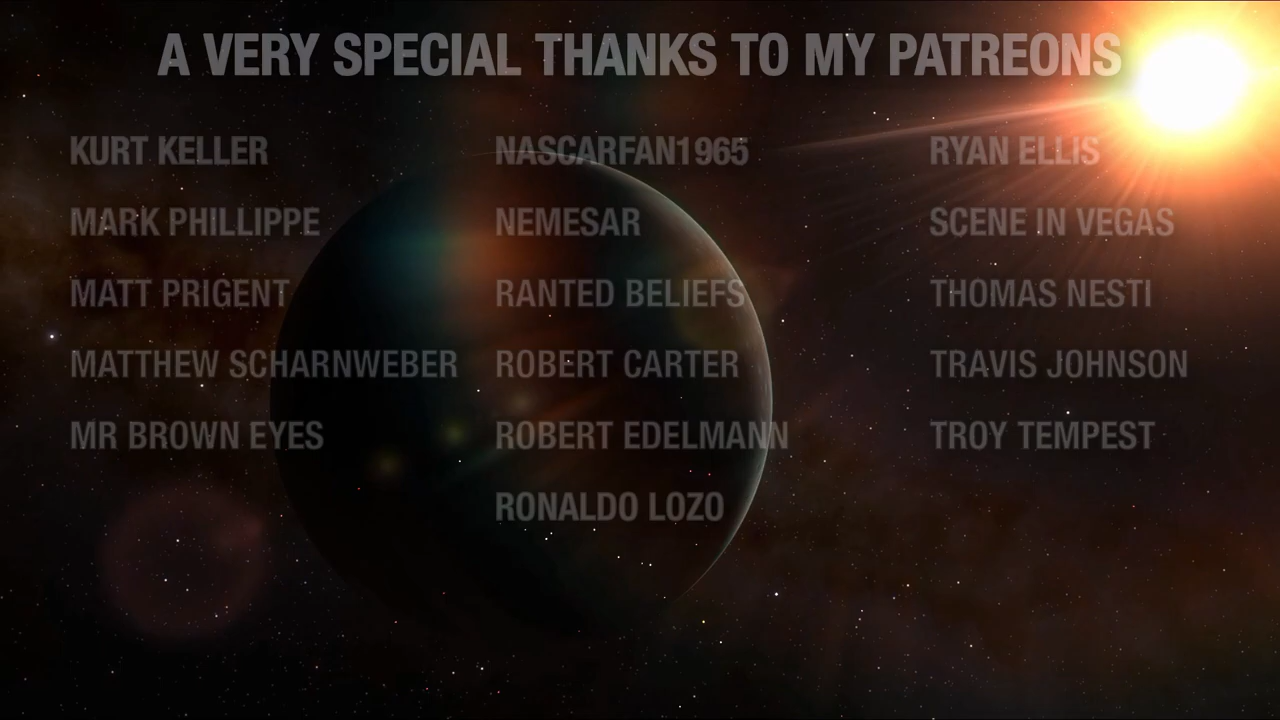 A VERY SPECIAL THANKS TO MY PATREONS
KURT KELLER
MARK PHILLIPPE
MATT PRIGENT
MATTHEW SCHARNWEBER
MR BROWN EYES
NASCARFAN1965
NEMESAR
RANTED BELIEFS
ROBERT CARTER
ROBERT EDELMANN
RONALDO LOZO
RYAN ELLIS
SCENE IN VEGAS
THOMAS NESTI
TRAVIS JOHNSON
TROY TEMPEST